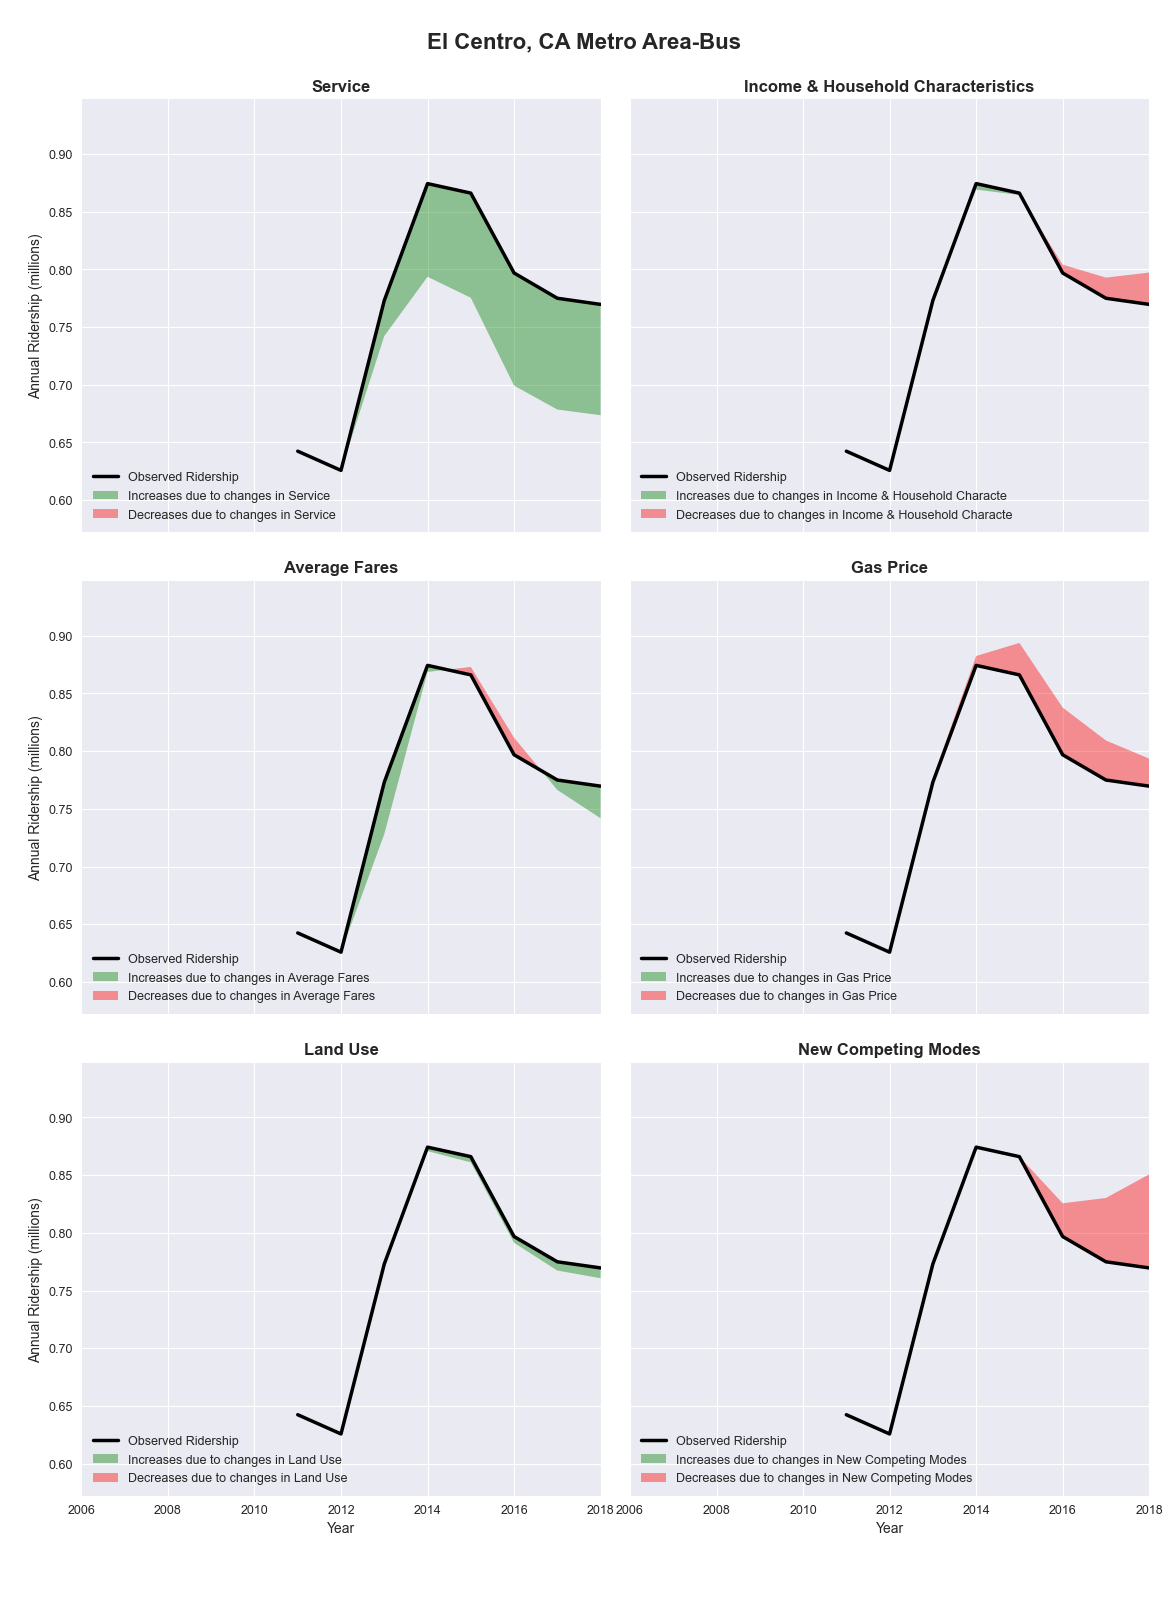 El Centro, CA Metro Area-Bus
Service
Annual Ridership (millions)
0.90
0.85
0.80
0.75
0.70
0.65
0.60
Observed Ridership
Increases due to changes in Service
Decreases due to changes in Service
Income & Household Characteristics
Observed Ridership
Increases due to changes in Income & Household Characte
Decreases due to changes in Income & Household Characte
Average Fares
Annual Ridership (millions)
0.90
0.85
0.80
0.75
0.70
0.65
0.60
Observed Ridership
Increases due to changes in Average Fares
Decreases due to changes in Average Fares
Gas Price
Observed Ridership
Increases due to changes in Gas Price
Decreases due to changes in Gas Price
Land Use
Annual Ridership (millions)
0.90
0.85
0.80
0.75
0.70
0.65
0.60
Observed Ridership
Increases due to changes in Land Use
Decreases due to changes in Land Use
2006 2008 2010 2012 2014 2016 2018
Year
New Competing Modes
Observed Ridership
Increases due to changes in New Competing Modes
Decreases due to changes in New Competing Modes
2006 2008 2010 2012 2014 2016 2018
Year